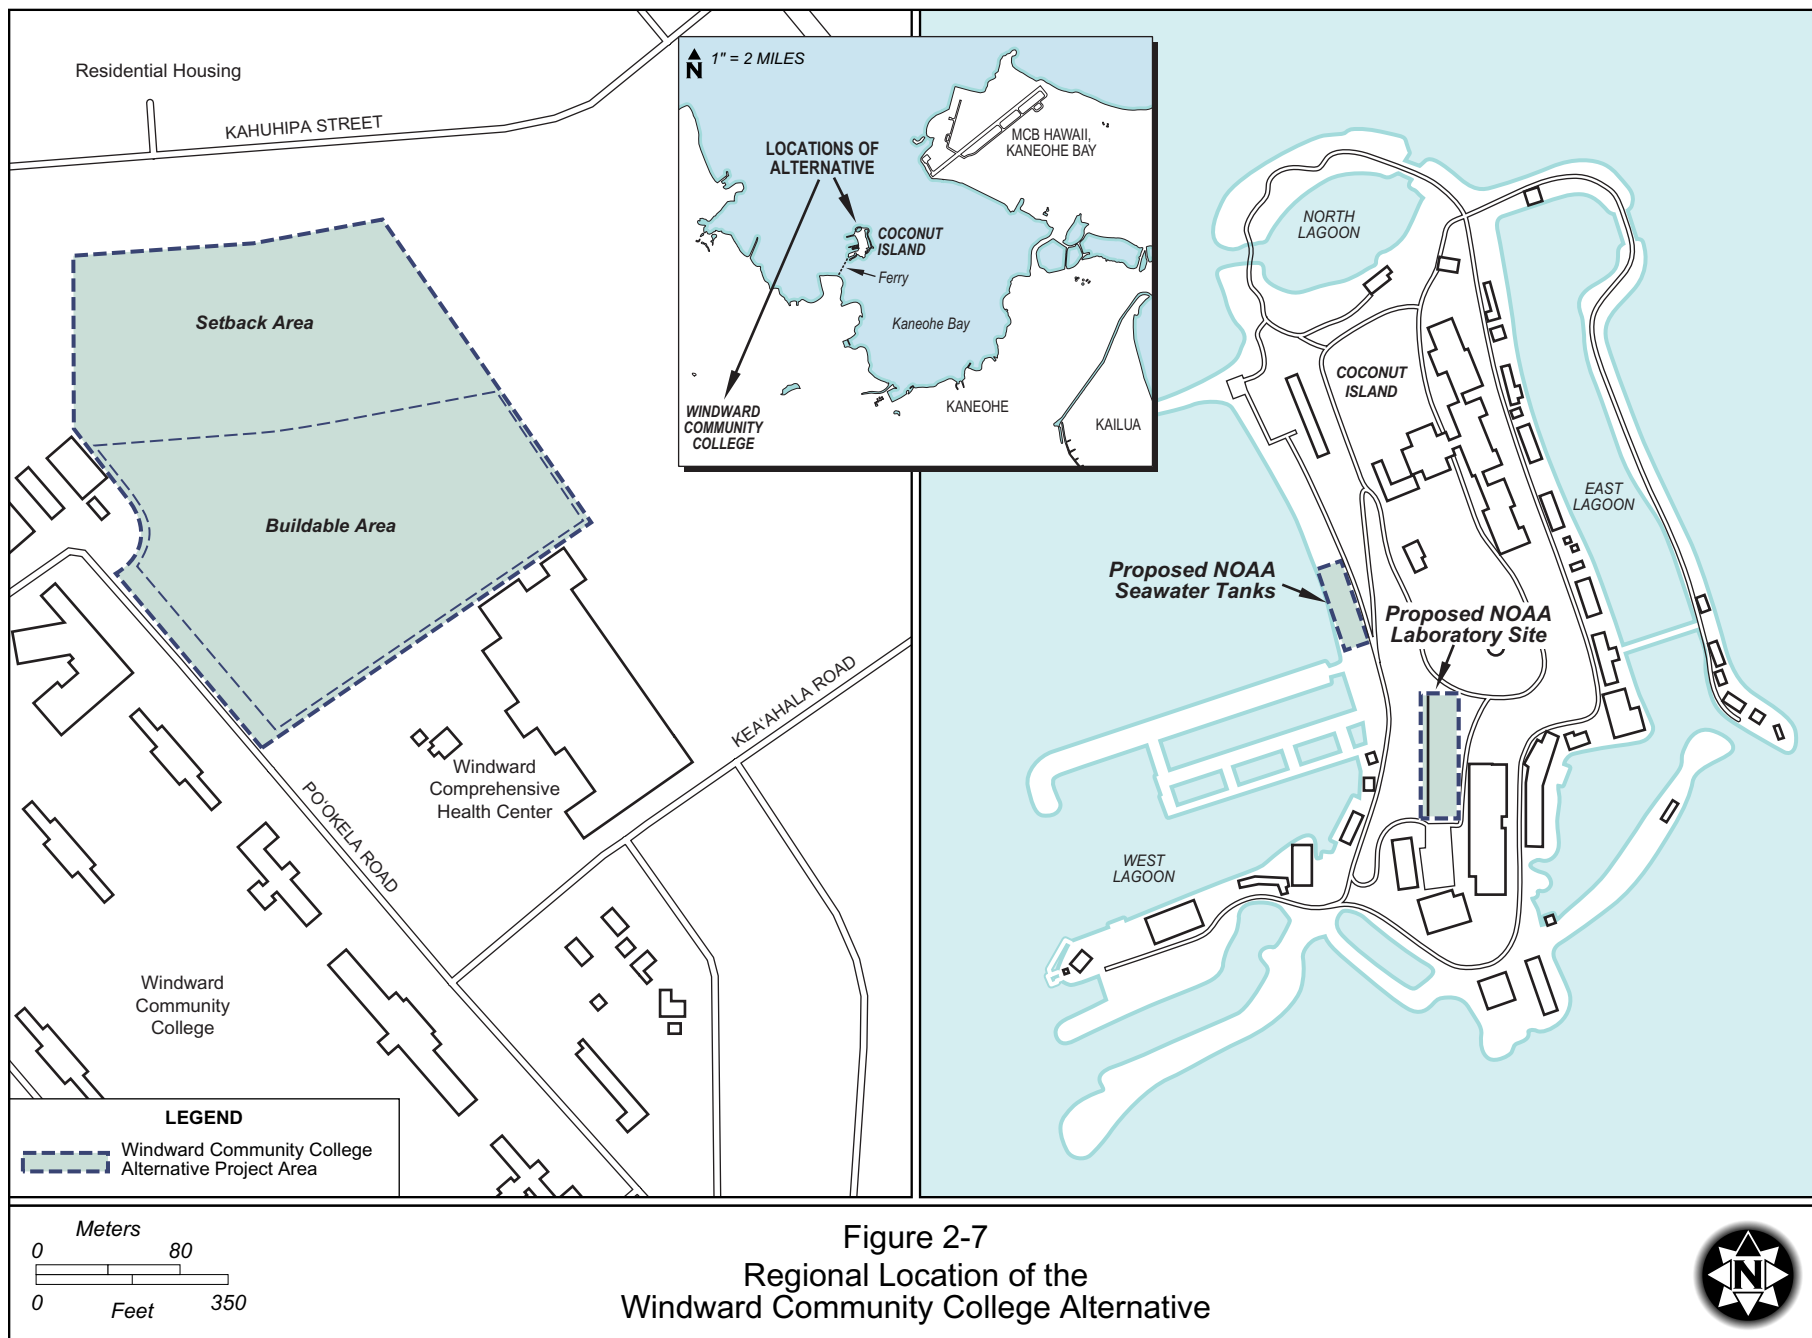 Residential Housing
KAHUHIPA STREET
Setback Area
Buildable Area
Windward
Comprehensive
Health Center
KEA'AHALA ROAD
PO'OKELA ROAD
Windward
Community
College
LEGEND
Windward Community College
Alternative Project Area
N
1" = 2 MILES
MCB HAWAII,
KANEOHE BAY
LOCATIONS OF
ALTERNATIVE
COCONUT
ISLAND
Ferry
Kaneohe Bay
WINDWARD
COMMUNITY
COLLEGE
KANEOHE
KAILUA
NORTH
LAGOON
COCONUT
ISLAND
EAST
LAGOON
Proposed NOAA
Seawater Tanks
Proposed NOAA
Laboratory Site
WEST
LAGOON
Meters
0 80
0 350
Feet
Figure 2-7
Regional Location of the
Windward Community College Alternative
N